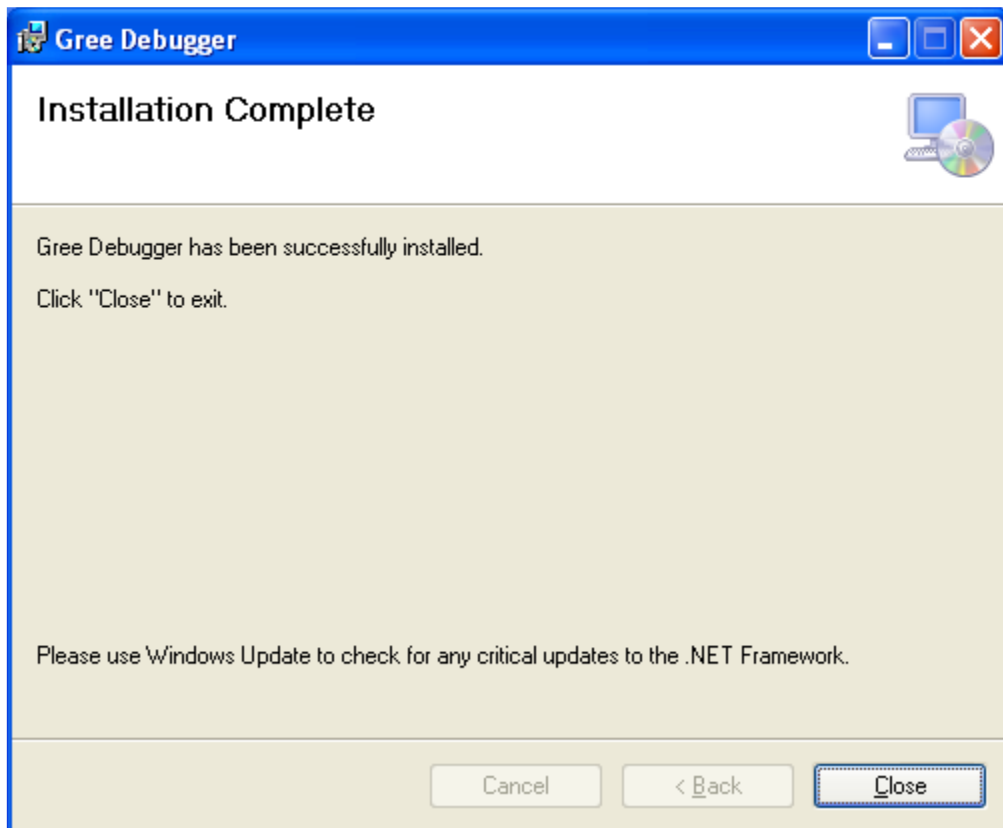 Gree Debugger
Installation Complete
Gree Debugger has been successfully installed.
Click "Close" to exit.
Please use Windows Update to check for any critical updates to the .NET Framework.
Cancel
< Back
Close